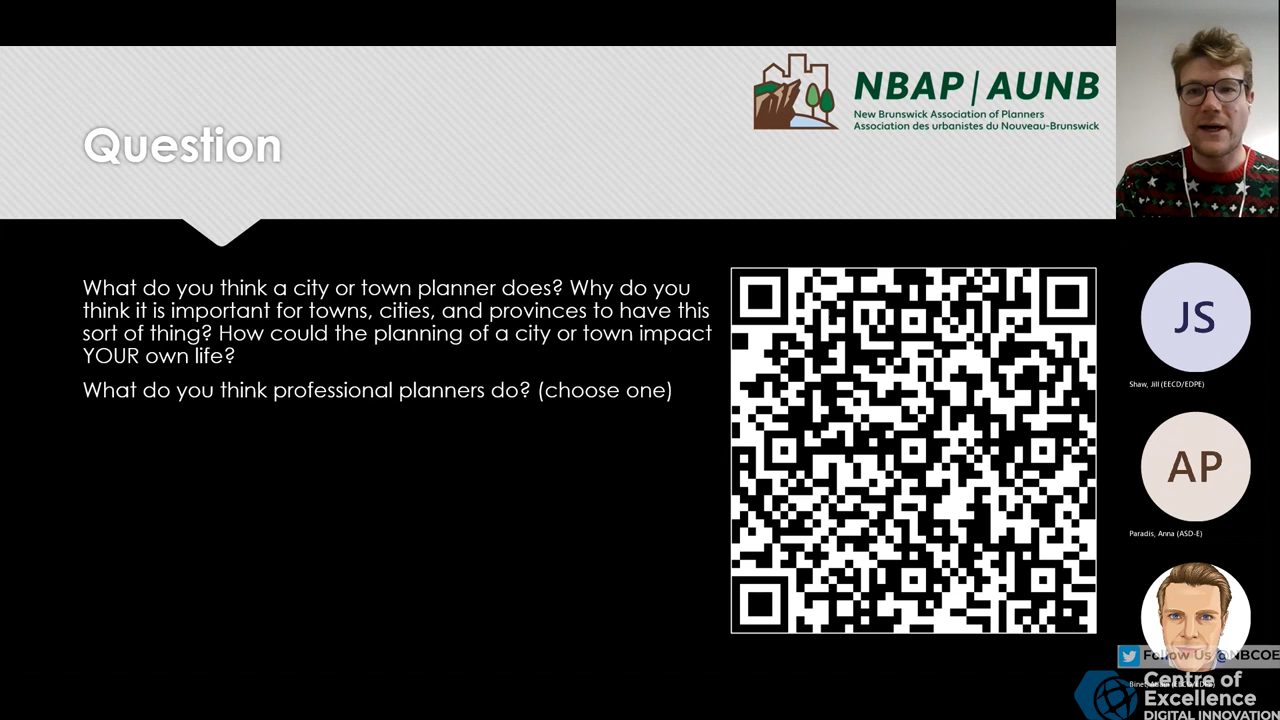 NBAP | AUNB
New Brunswick Association of Planners
Association des urbanistes du Nouveau-Brunswick
Question
What do you think a city or town planner does? Why do you
think it is important for towns, cities, and provinces to have this
sort of thing? How could the planning of a city or town impact
YOUR own life?
What do you think professional planners do? (choose one)
JS
Shaw, Jill (EECD/EDPE)
AP
Paradis, Anna (ASD-E)
Follow Us @NBCOE
Centre of
Excellence
DIGITAL INNOVATION